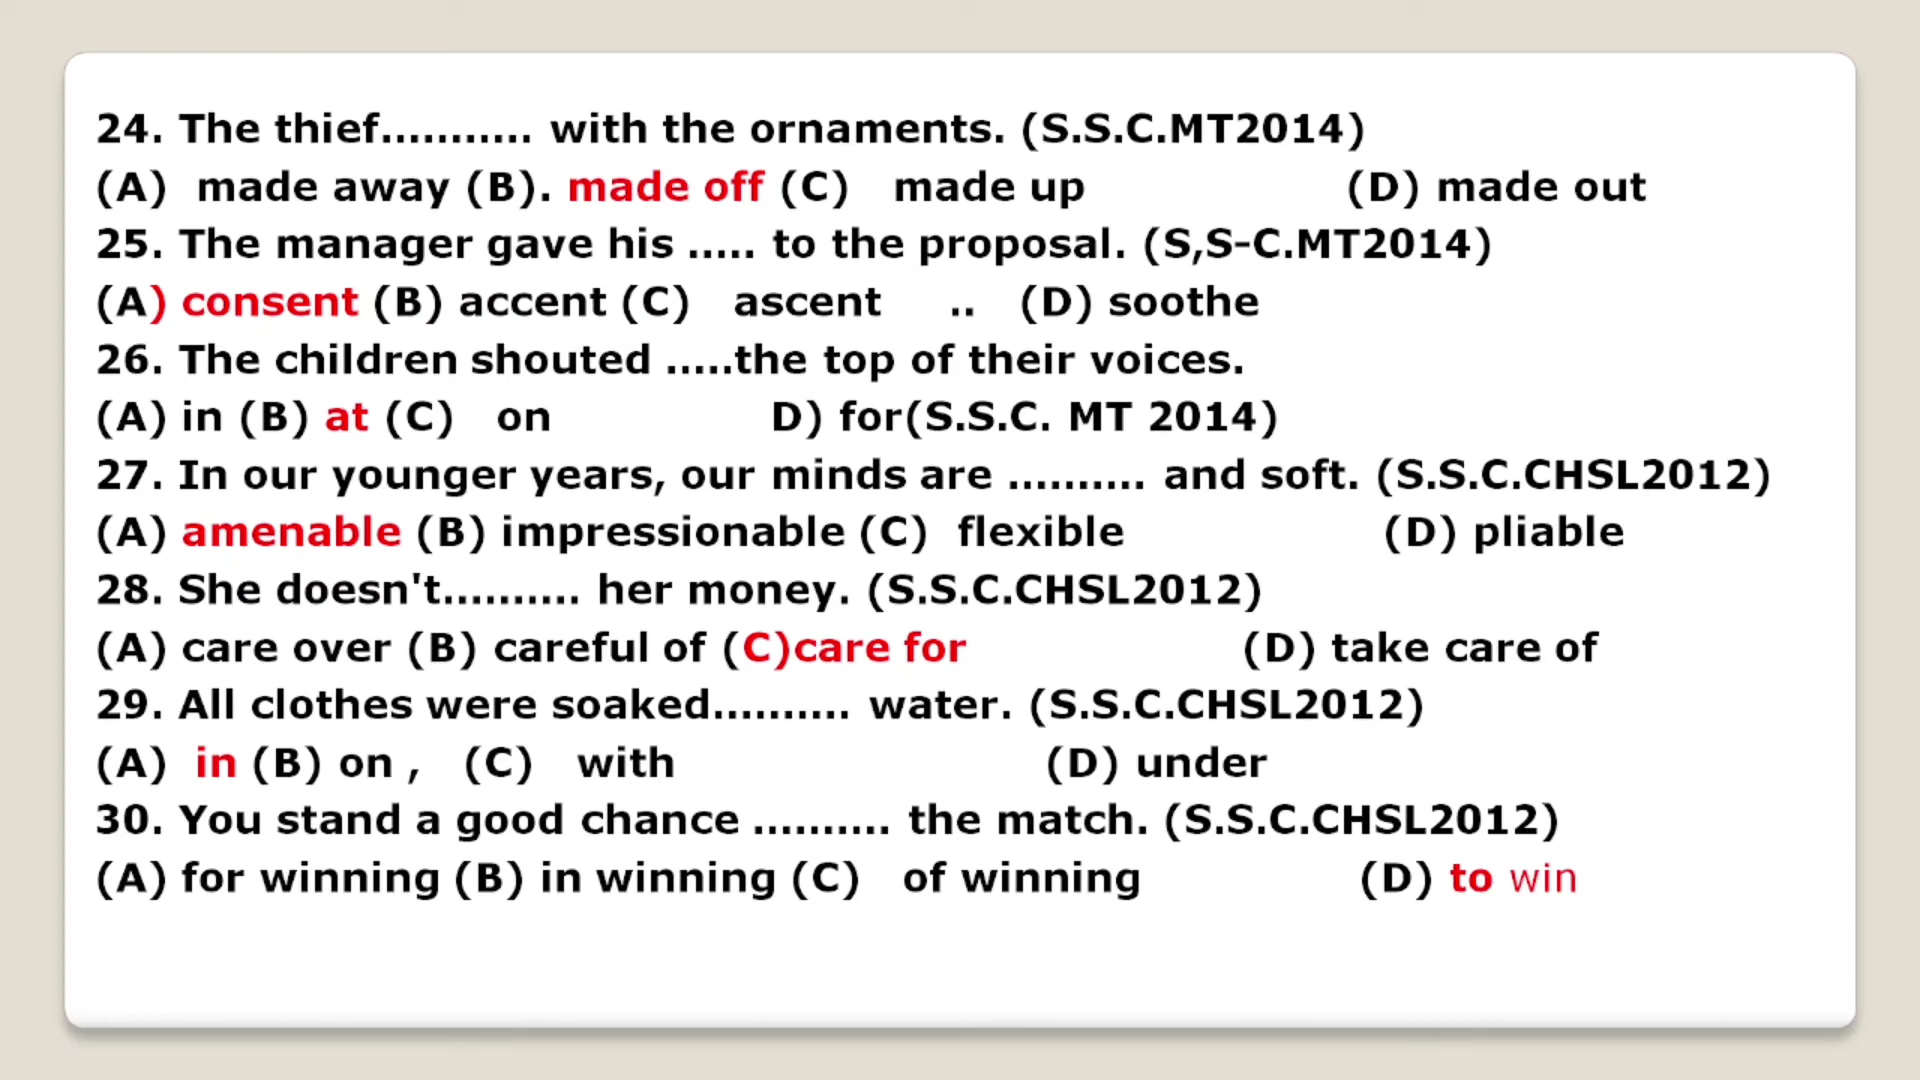 24. The thief........... with the ornaments. (S.S.C.MT2014)
(A) made away (B). made off (C) made up (D) made out
25. The manager gave his ..... to the proposal. (S,S-C.MT2014)
(A) consent (B) accent (C) ascent .. (D) soothe
26. The children shouted .....the top of their voices.
(A) in (B) at (C) on D) for(S.S.C. MT 2014)
27. In our younger years, our minds are .......... and soft. (S.S.C.CHSL2012)
(A) amenable (B) impressionable (C) flexible (D) pliable
28. She doesn't.......... her money. (S.S.C.CHSL2012)
(A) care over (B) careful of (C)care for (D) take care of
29. All clothes were soaked.......... water. (S.S.C.CHSL2012)
(A) in (B) on , (C) with (D) under
30. You stand a good chance .......... the match. (S.S.C.CHSL2012)
(A) for winning (B) in winning (C) of winning (D) to win